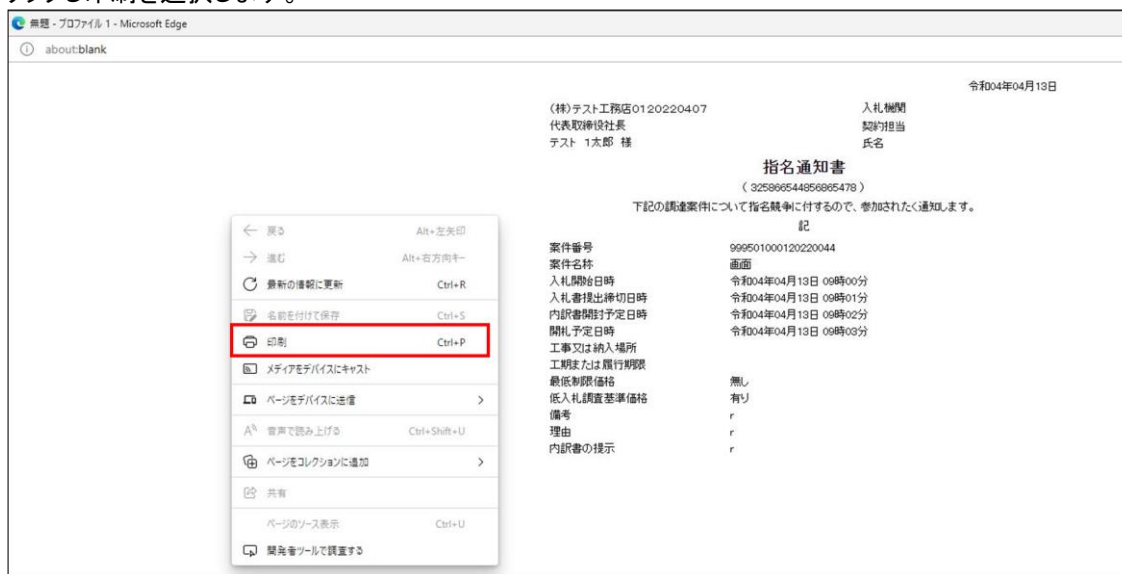 無題 - プロファイル 1 - Microsoft Edge
about:blank
令和04年04月13日
(株)テスト工務店0120220407 入札機関
代表取締役社長 契約担当
テスト 1太郎 様 氏名
指名通知書
( 325866544856865478 )
下記の調達案件について指名競争に付するので、参加されたく通知します。
記
案件番号 999501000120220044
案件名称 画面
入札開始日時 令和04年04月13日 09時00分
入札書提出締切日時 令和04年04月13日 09時01分
内訳書開封予定日時 令和04年04月13日 09時02分
開札予定日時 令和04年04月13日 09時03分
工事又は納入場所
工期または履行期限
最低制限価格 無し
低入札調査基準価格 有り
備考 r
理由 r
内訳書の提示 r
戻る Alt+左矢印
進む Alt+右方向キー
最新の情報に更新 Ctrl+R
名前を付けて保存 Ctrl+S
印刷 Ctrl+P
メディアをデバイスにキャスト
ページをデバイスに送信
音声で読み上げる Ctrl+Shift+U
ページをコレクションに追加
共有
ページのソース表示 Ctrl+U
開発者ツールで調査する